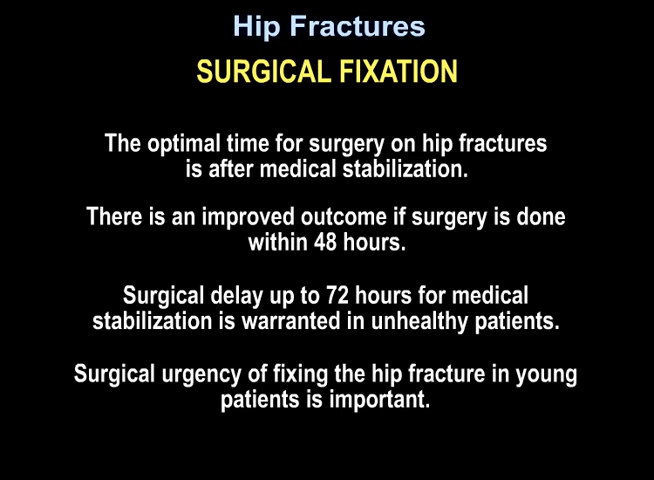 Hip Fractures
SURGICAL FIXATION
The optimal time for surgery on hip fractures
is after medical stabilization.
There is an improved outcome if surgery is done
within 48 hours.
Surgical delay up to 72 hours for medical
stabilization is warranted in unhealthy patients.
Surgical urgency of fixing the hip fracture in young
patients is important.